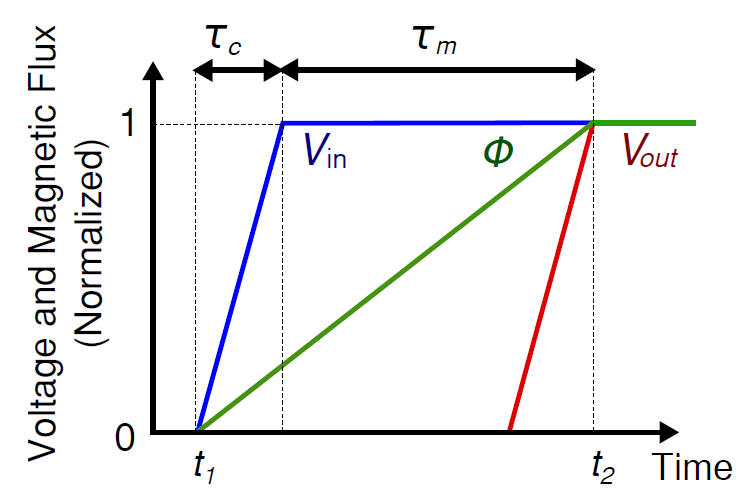 τc
τm
Voltage and Magnetic Flux
(Normalized)
1
Vin
Φ
Vout
0
t1
t2
Time